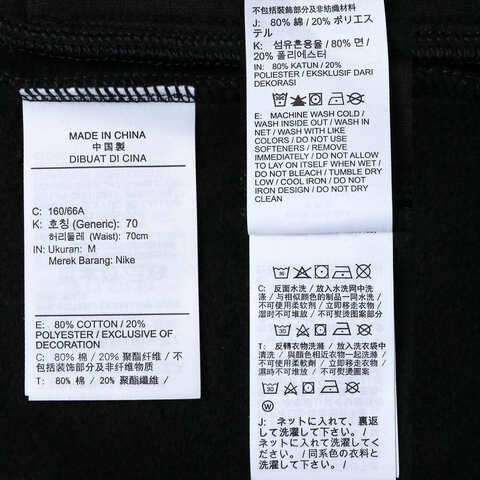 MADE IN CHINA
中国製
DIBUAT DI CINA
C: 160/66A
K: 호칭 (Generic): 70
허리둘레 (Waist): 70cm
IN: Ukuran: M
Merek Barang: Nike
E: 80% COTTON / 20%
POLYESTER / EXCLUSIVE OF
DECORATION
C: 80% 棉 / 20% 聚酯纤维 / 不
包括装饰部分及非纤维物质
T: 80% 棉 / 20% 聚酯纖維 /
不包括裝飾部分及非紡織材料
J: 80% 綿 / 20% ポリエス
テル
K: 섬유혼용율 / 80% 면 /
20% 폴리에스터
IN: 80% KATUN / 20%
POLIESTER / EKSKLUSIF DARI
DEKORASI
E: MACHINE WASH COLD /
WASH INSIDE OUT / WASH IN
NET / WASH WITH LIKE
COLORS / DO NOT USE
SOFTENERS / REMOVE
IMMEDIATELY / DO NOT ALLOW
TO LAY ON ITSELF WHEN WET /
DO NOT BLEACH / TUMBLE DRY
LOW / COOL IRON / DO NOT
IRON DESIGN / DO NOT DRY
CLEAN
C: 反面水洗 / 放入水洗网中洗
涤 / 与相似颜色的制品一同水洗 /
不可使用柔软剂 / 立即移走衣物 /
湿时不可堆放 / 不可熨烫图案部分
T: 反轉衣物洗滌 / 放入洗衣袋中
清洗 / 與顏色相近衣物一起洗滌 /
不可使用柔軟劑 / 立即移走衣物 /
濕時不可堆放 / 不可熨燙圖案
W
J: ネットに入れて、裏返
して洗濯して下さい。/
ネットに入れて洗濯してく
ださい。/ 同系色の衣料と
洗濯して下さい。/